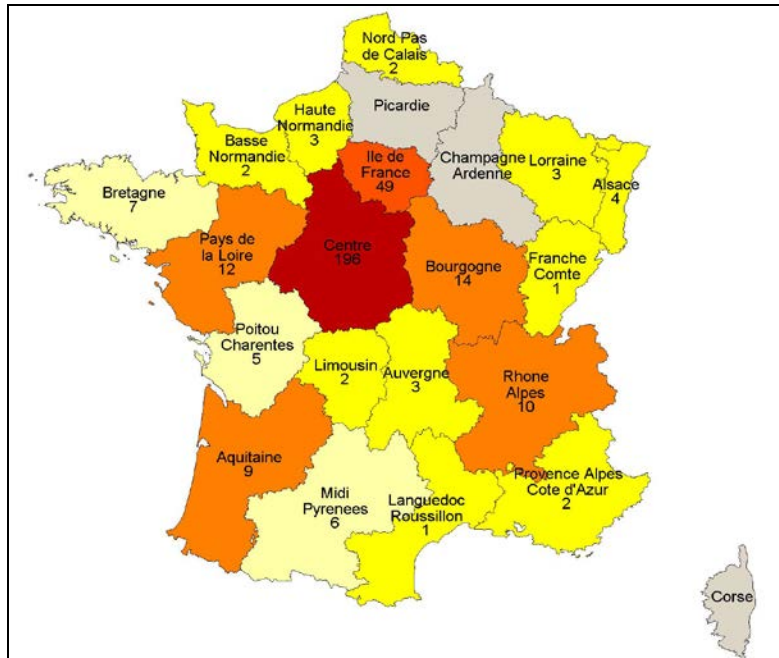 Nord Pas
de Calais
2
Picardie
Haute
Normandie
3
Basse
Normandie
2
Ile de
France
49
Champagne
Ardenne
Lorraine
3
Alsace
4
Bretagne
7
Pays de
la Loire
12
Centre
196
Bourgogne
14
Franche
Comte
1
Poitou
Charentes
5
Limousin
2
Auvergne
3
Rhone
Alpes
10
Aquitaine
9
Midi
Pyrenees
6
Languedoc
Roussillon
1
Provence Alpes
Cote d'Azur
2
Corse